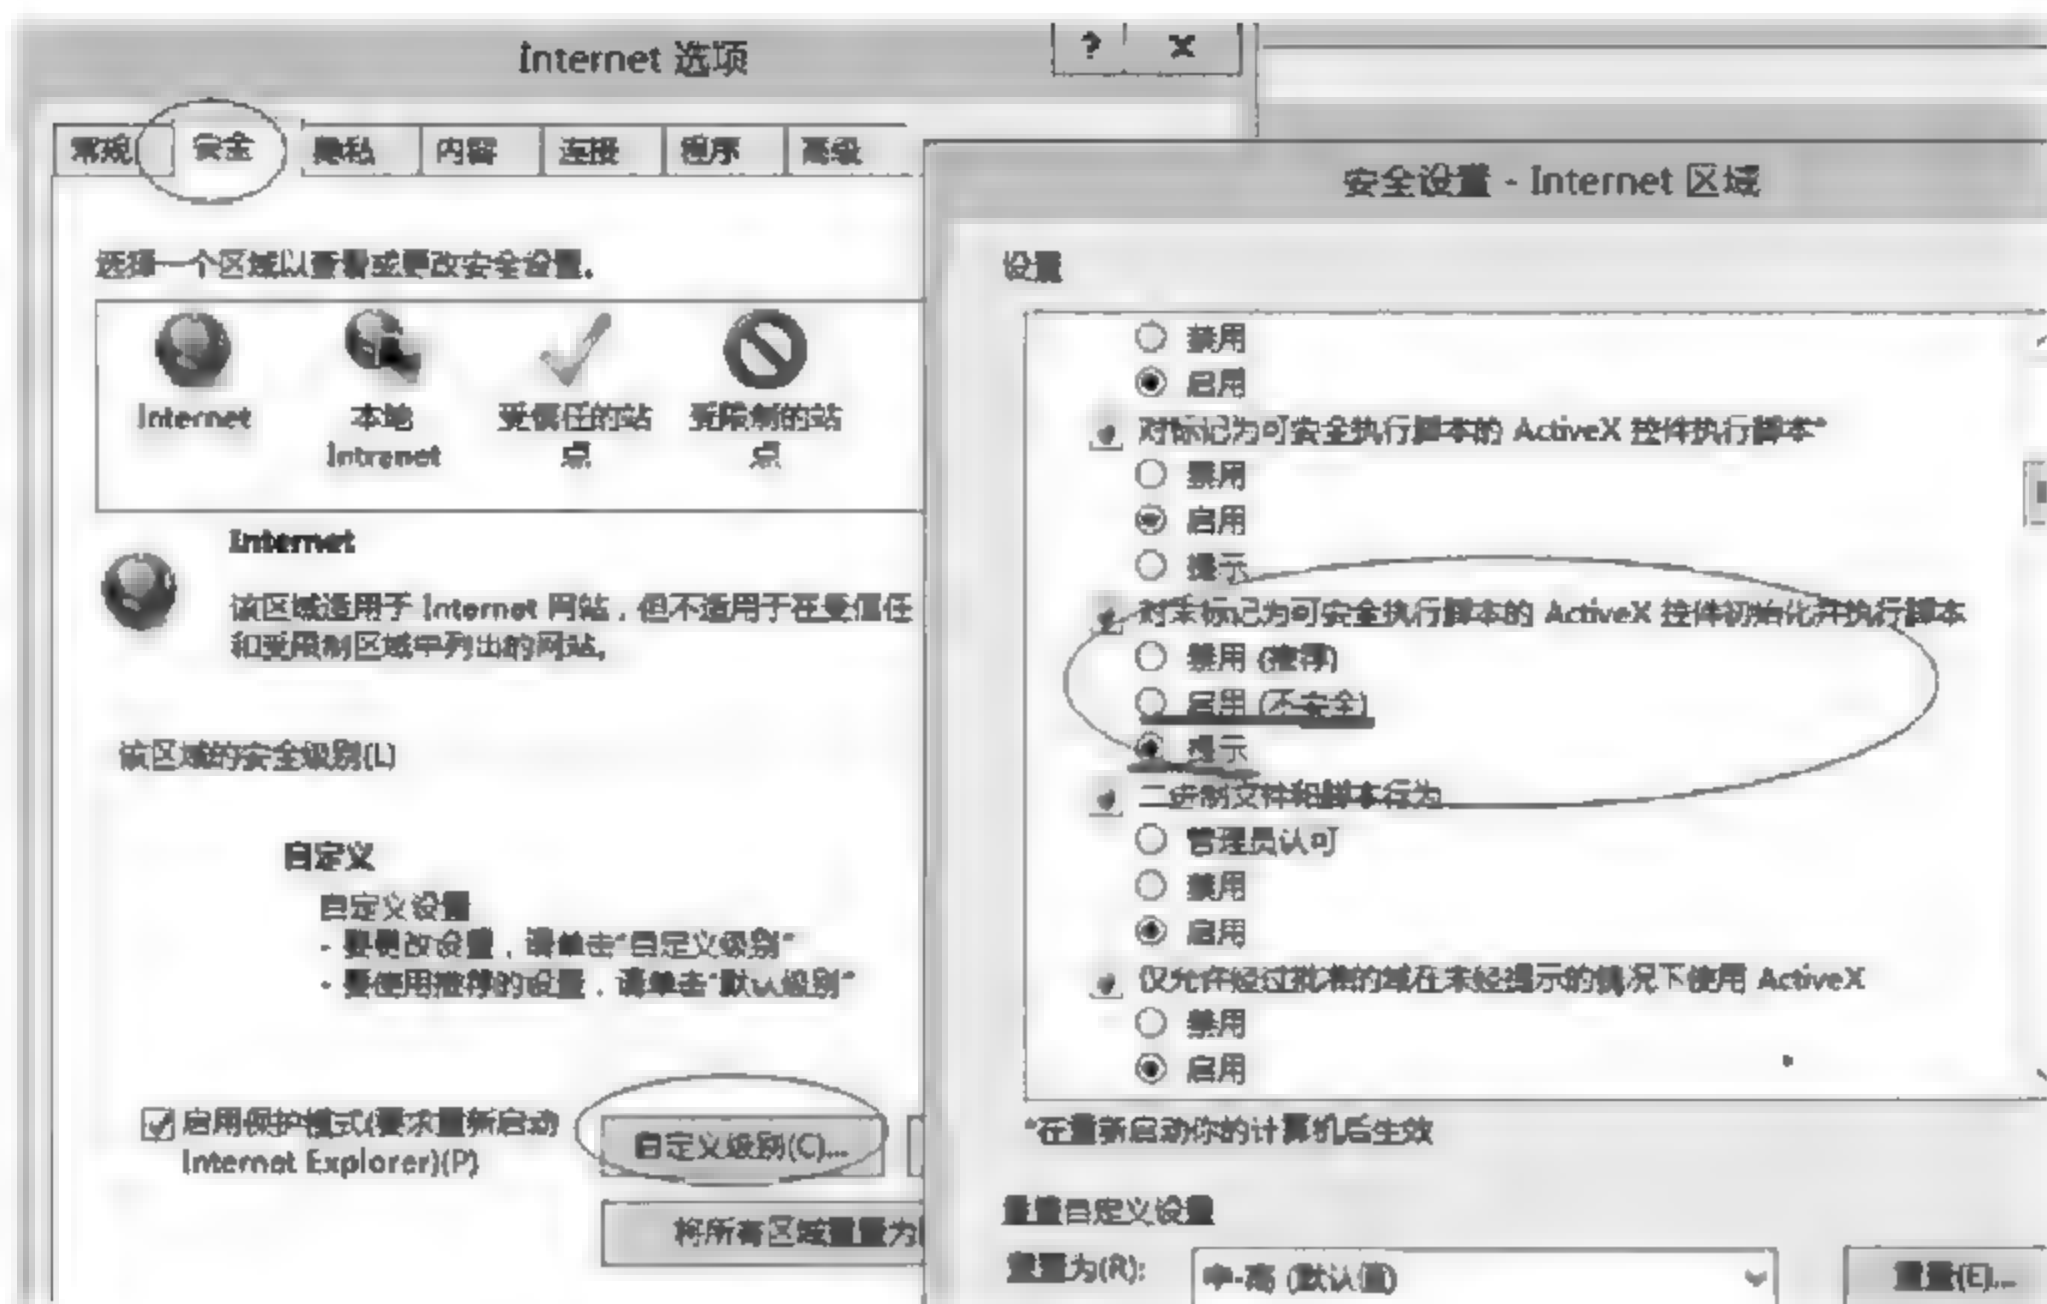 Internet 选项
? X
常规 安全 隐私 内容 连接 程序 高级
选择一个区域以查看或更改安全设置。
Internet
本地
Intranet
受信任的站
点
受限制的站
点
Internet
该区域适用于 Internet 网站，但不适用于在受信任
和受限制区域中列出的网站。
该区域的安全级别(L)
自定义
自定义设置
- 要更改设置，请单击"自定义级别"
- 要使用推荐的设置，请单击"默认级别"
启用保护模式(要求重新启动
Internet Explorer)(P)
自定义级别(C)...
将所有区域重置为
安全设置 - Internet 区域
设置
禁用
启用
对标记为可安全执行脚本的 ActiveX 控件执行脚本*
禁用
启用
提示
对未标记为可安全执行脚本的 ActiveX 控件初始化并执行脚本
禁用 (推荐)
启用 (不安全)
提示
二进制文件和脚本行为
管理员认可
禁用
启用
仅允许经过批准的域在未经提示的情况下使用 ActiveX
禁用
启用
*在重新启动你的计算机后生效
重置自定义设置
重置为(R):
中-高 (默认值)
重置(E)...